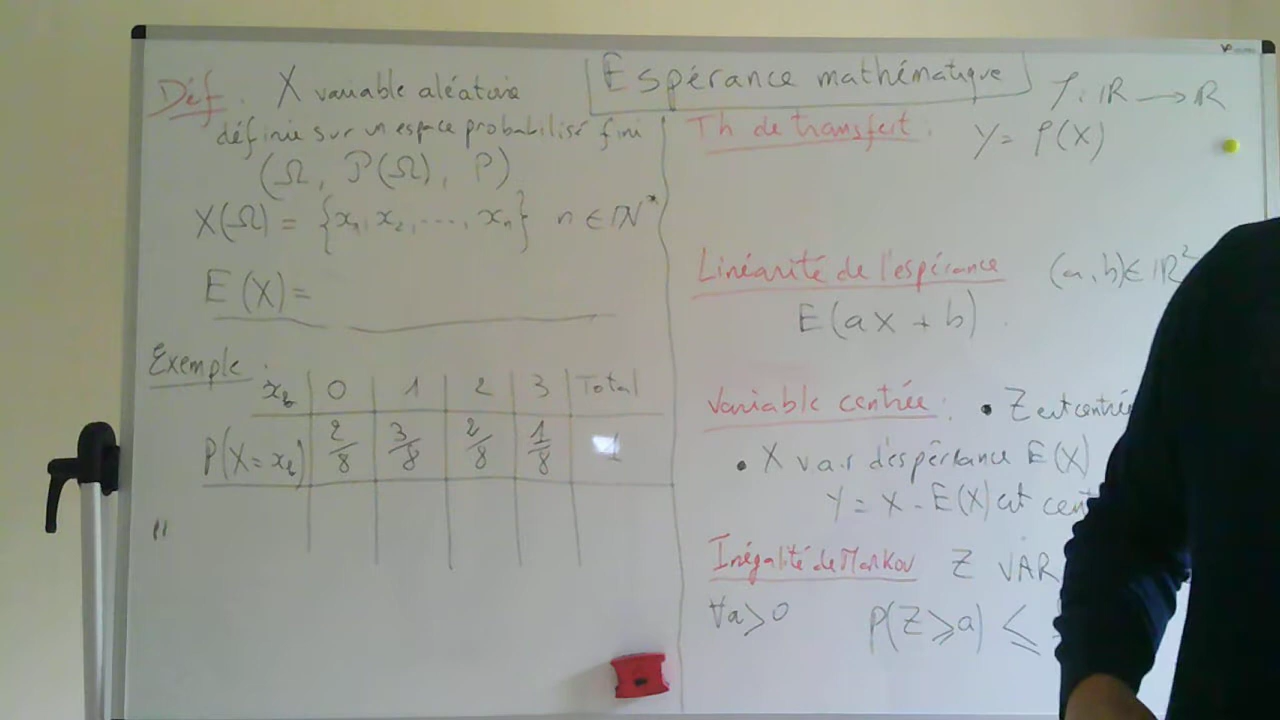 Espérance mathématique
Déf. X variable aléatoire
définie sur un espace probabilisé fini
(Ω, P(Ω), P)
X(Ω) = {x₁, x₂, ..., xₙ} n ∈ ℕ*
E(X) =
Exemple :
xₖ 0 1 2 3 Total
P(X = xₖ) 2/8 3/8 2/8 1/8 1
"
f : ℝ → ℝ
Th de transfert : Y = f(X)
Linéarité de l'espérance (a, b) ∈ ℝ²
E(aX + b)
Variable centrée : • Z est centrée
• X v.a.r d'espérance E(X)
Y = X - E(X) est cent
Inégalité de Markov Z VAR
∀a > 0 P(Z ⩾ a) ⩽